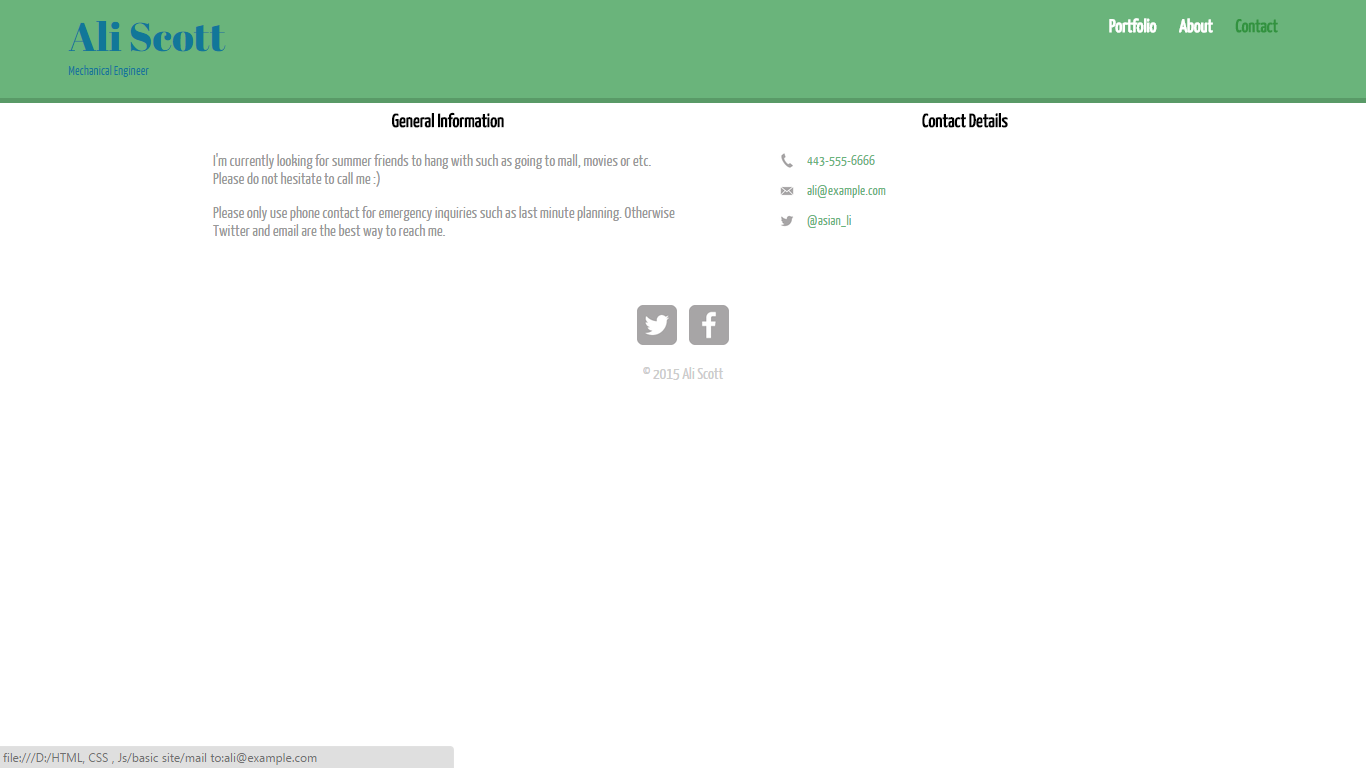 Ali Scott
Mechanical Engineer
Portfolio About Contact
General Information
I'm currently looking for summer friends to hang with such as going to mall, movies or etc.
Please do not hesitate to call me :)
Please only use phone contact for emergency inquiries such as last minute planning. Otherwise
Twitter and email are the best way to reach me.
Contact Details
443-555-6666
ali@example.com
@asian_li
© 2015 Ali Scott
file:///D:/HTML, CSS , Js/basic site/mail to:ali@example.com